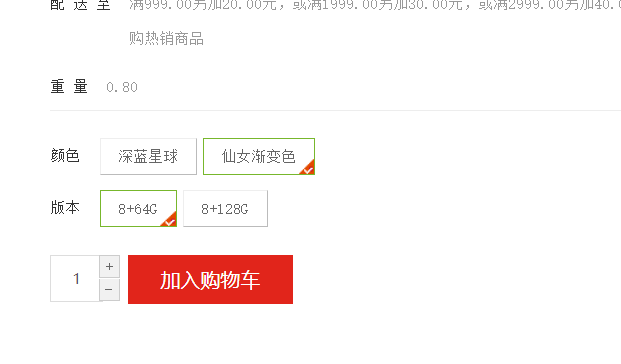 配 送 至 满999.00另加20.00元，或满1999.00另加30.00元，或满2999.00另加40.0
购热销商品
重 量 0.80
颜色 深蓝星球 仙女渐变色
版本 8+64G 8+128G
1 + − 加入购物车